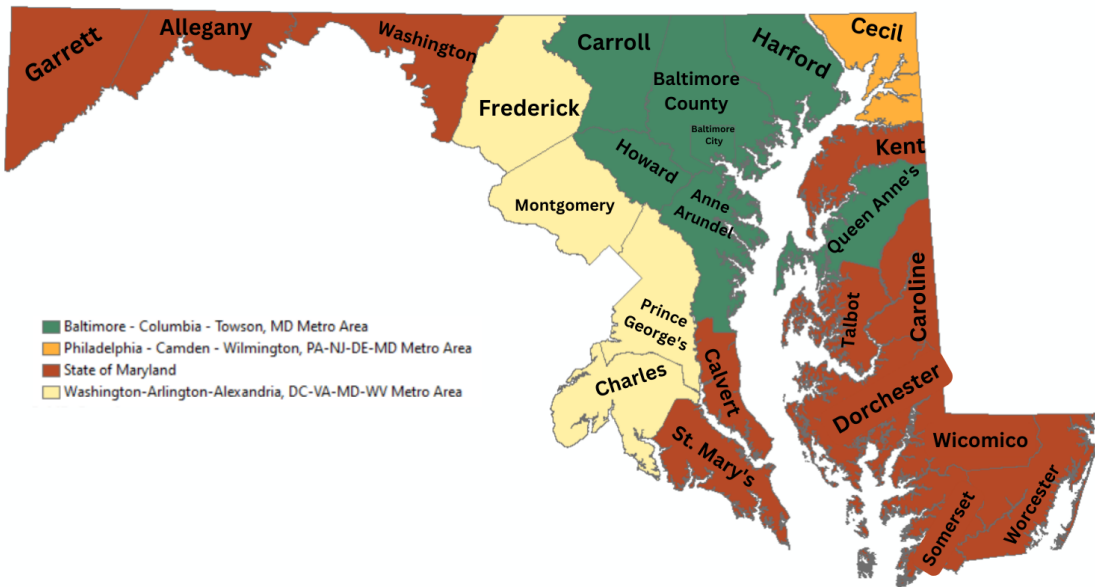 Garrett
Allegany
Washington
Frederick
Carroll
Baltimore
County
Baltimore
City
Harford
Cecil
Kent
Howard
Anne
Arundel
Queen Anne's
Montgomery
Prince
George's
Charles
Calvert
St. Mary's
Talbot
Caroline
Dorchester
Wicomico
Somerset
Worcester
Baltimore - Columbia - Towson, MD Metro Area
Philadelphia - Camden - Wilmington, PA-NJ-DE-MD Metro Area
State of Maryland
Washington-Arlington-Alexandria, DC-VA-MD-WV Metro Area